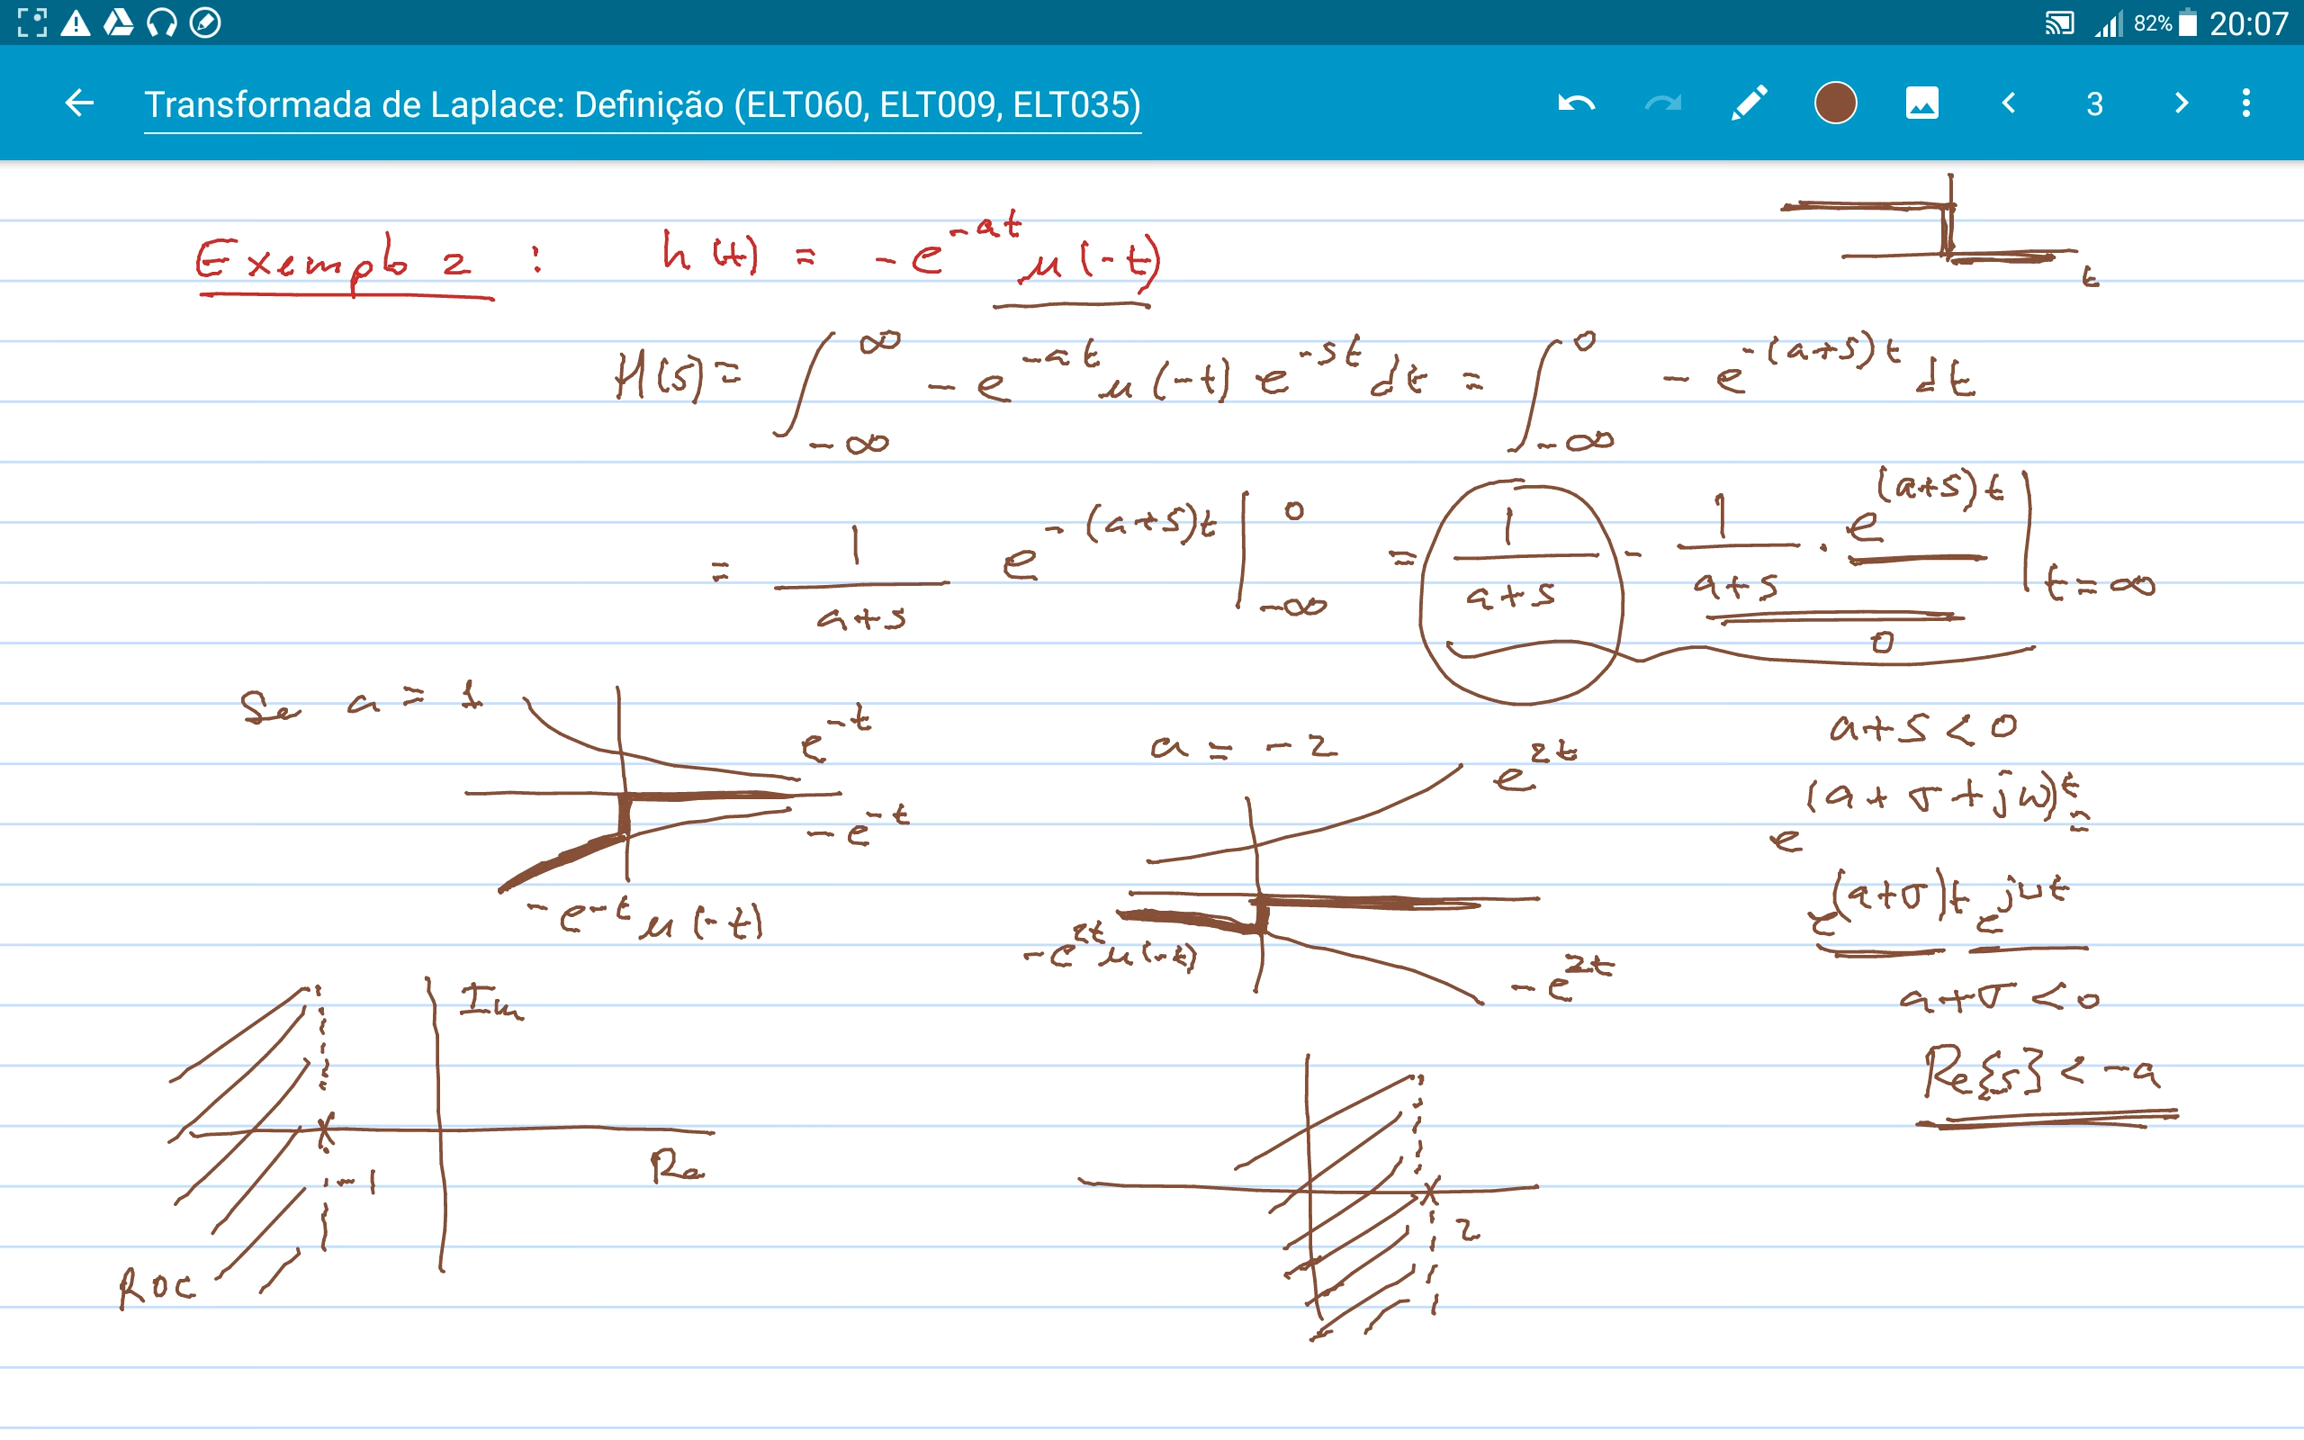 82% 20:07
Transformada de Laplace: Definição (ELT060, ELT009, ELT035) 3
Exemplo 2 : h(t) = -e^{-at} μ(-t)
t
H(s) = ∫_{-∞}^{∞} -e^{-at} μ(-t) e^{-st} dt = ∫_{-∞}^{0} -e^{-(a+s)t} dt
= 1/(a+s) e^{-(a+s)t} |_{-∞}^{0} = 1/(a+s) - 1/(a+s) · e^{(a+s)t} |_{t=∞}
0
Se a = 1
e^{-t}
-e^{-t}
-e^{-t} μ(-t)
a = -2
e^{2t}
-e^{2t} μ(-t)
-e^{2t}
a+s < 0
e^{(a+σ+jω)t} =
e^{(a+σ)t} e^{jωt}
a+σ < 0
Re{s} < -a
Im
Re
-1
ROC
2